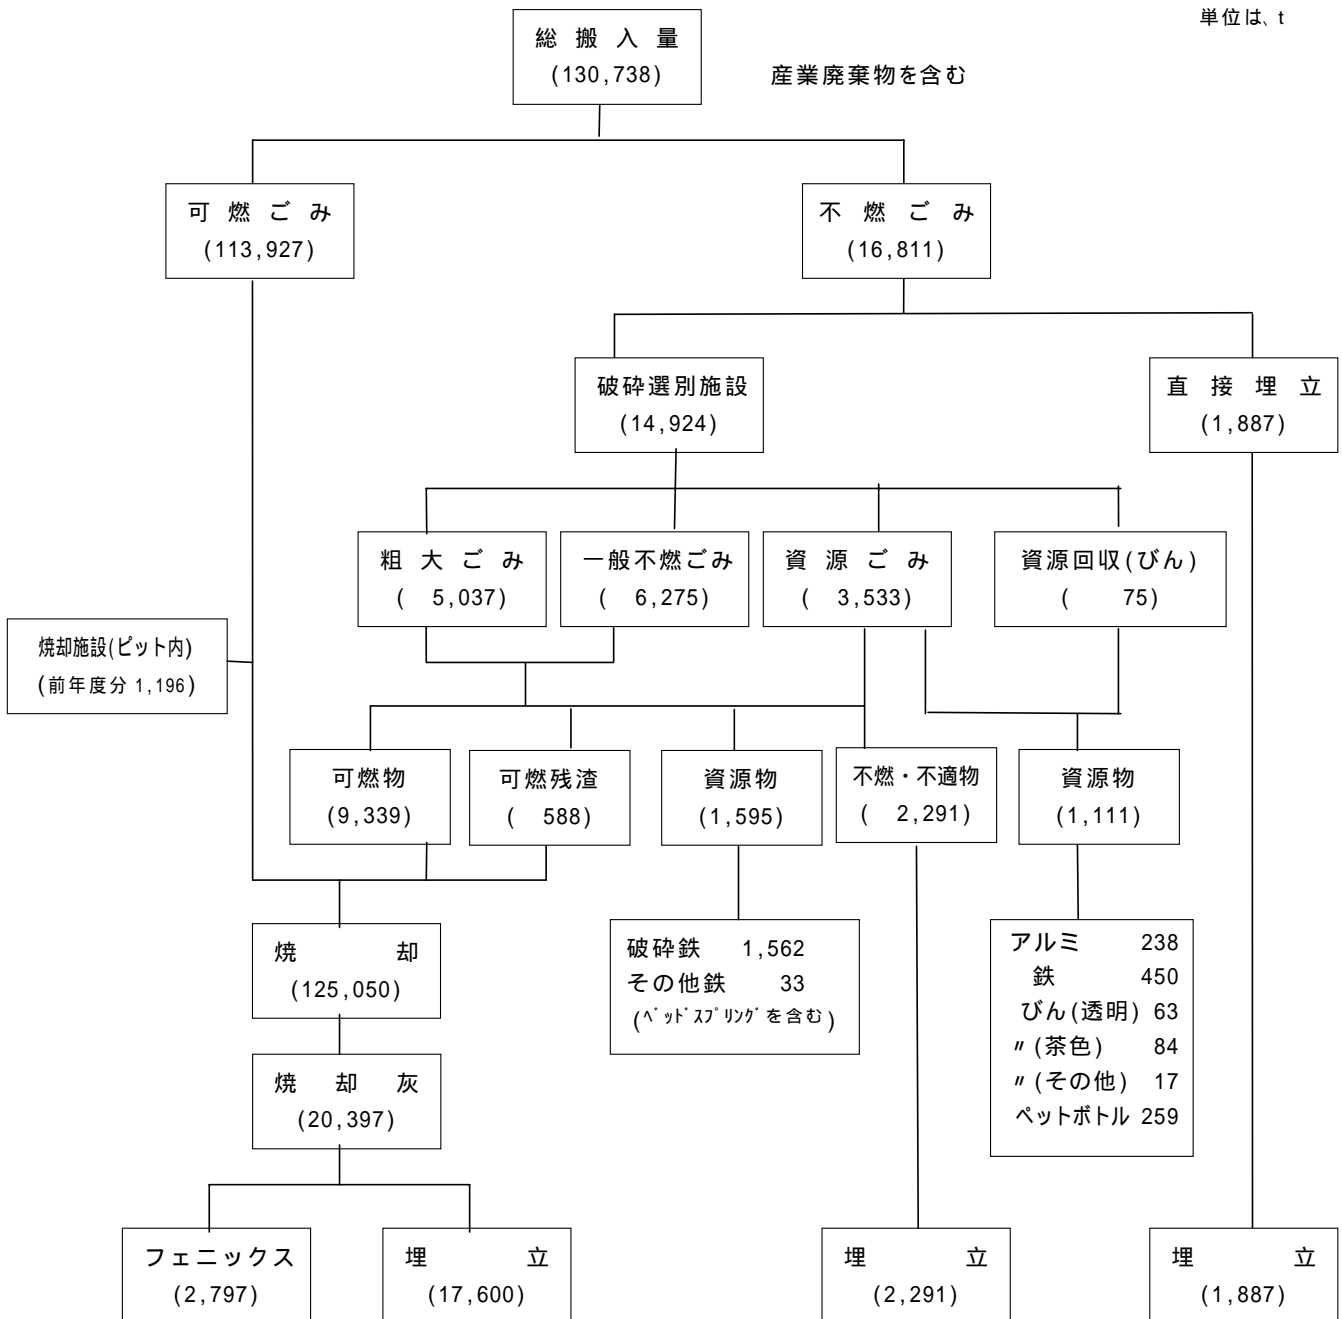 単位は、t
総搬入量
(130,738)
産業廃棄物を含む
可燃ごみ
(113,927)
不燃ごみ
(16,811)
破砕選別施設
(14,924)
直接埋立
(1,887)
粗大ごみ
( 5,037)
一般不燃ごみ
( 6,275)
資源ごみ
( 3,533)
資源回収(びん)
( 75)
焼却施設(ピット内)
(前年度分 1,196)
可燃物
(9,339)
可燃残渣
( 588)
資源物
(1,595)
不燃・不適物
( 2,291)
資源物
(1,111)
焼却
(125,050)
破砕鉄 1,562
その他鉄 33
(ﾍﾞｯﾄﾞｽﾌﾟﾘﾝｸﾞを含む)
アルミ 238
鉄 450
びん(透明) 63
〃(茶色) 84
〃(その他) 17
ペットボトル 259
焼却灰
(20,397)
フェニックス
(2,797)
埋立
(17,600)
埋立
(2,291)
埋立
(1,887)